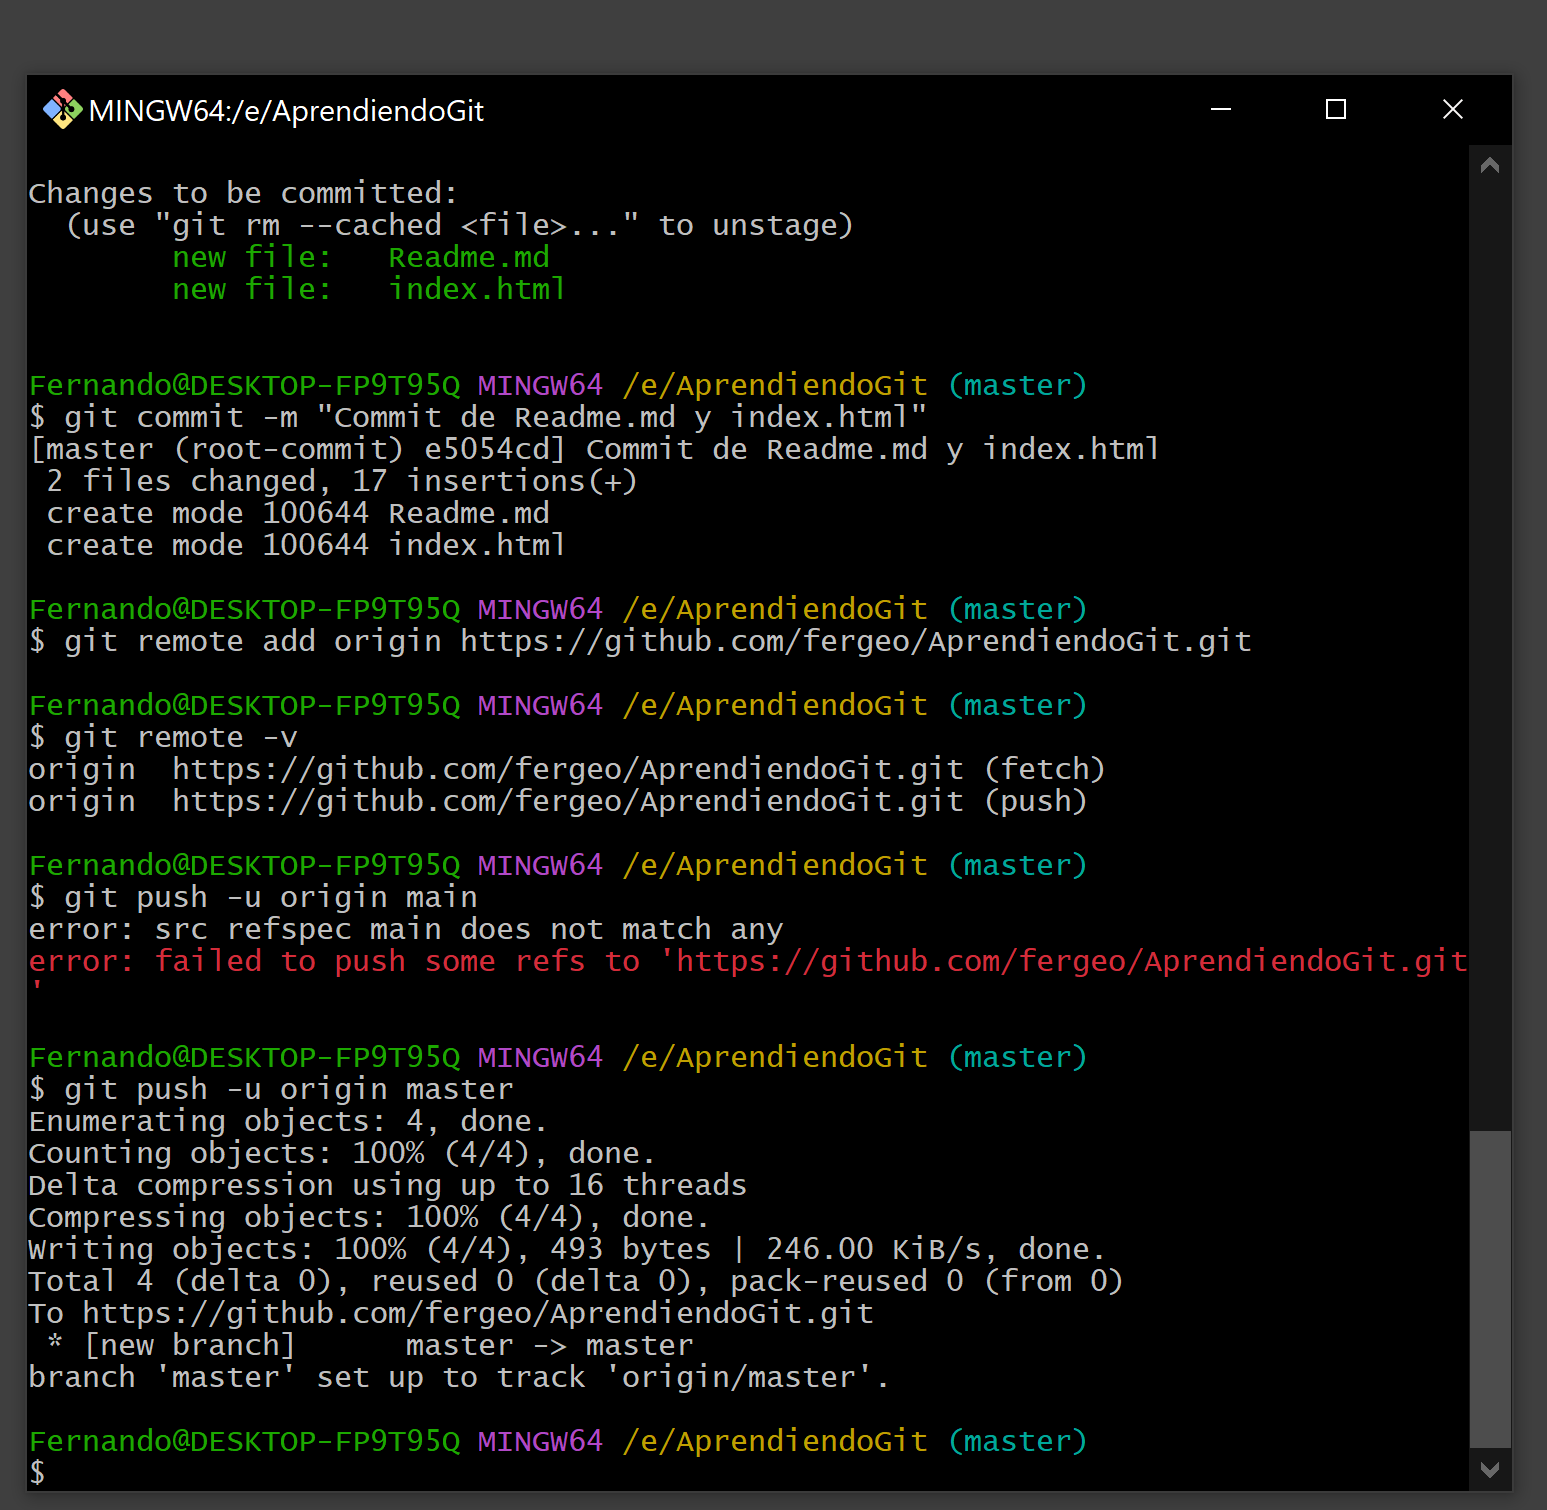 MINGW64:/e/AprendiendoGit
Changes to be committed:
  (use "git rm --cached <file>..." to unstage)
        new file:   Readme.md
        new file:   index.html
Fernando@DESKTOP-FP9T95Q MINGW64 /e/AprendiendoGit (master)
$ git commit -m "Commit de Readme.md y index.html"
[master (root-commit) e5054cd] Commit de Readme.md y index.html
 2 files changed, 17 insertions(+)
 create mode 100644 Readme.md
 create mode 100644 index.html
Fernando@DESKTOP-FP9T95Q MINGW64 /e/AprendiendoGit (master)
$ git remote add origin https://github.com/fergeo/AprendiendoGit.git
Fernando@DESKTOP-FP9T95Q MINGW64 /e/AprendiendoGit (master)
$ git remote -v
origin  https://github.com/fergeo/AprendiendoGit.git (fetch)
origin  https://github.com/fergeo/AprendiendoGit.git (push)
Fernando@DESKTOP-FP9T95Q MINGW64 /e/AprendiendoGit (master)
$ git push -u origin main
error: src refspec main does not match any
error: failed to push some refs to 'https://github.com/fergeo/AprendiendoGit.git
'
Fernando@DESKTOP-FP9T95Q MINGW64 /e/AprendiendoGit (master)
$ git push -u origin master
Enumerating objects: 4, done.
Counting objects: 100% (4/4), done.
Delta compression using up to 16 threads
Compressing objects: 100% (4/4), done.
Writing objects: 100% (4/4), 493 bytes | 246.00 KiB/s, done.
Total 4 (delta 0), reused 0 (delta 0), pack-reused 0 (from 0)
To https://github.com/fergeo/AprendiendoGit.git
 * [new branch]      master -> master
branch 'master' set up to track 'origin/master'.
Fernando@DESKTOP-FP9T95Q MINGW64 /e/AprendiendoGit (master)
$